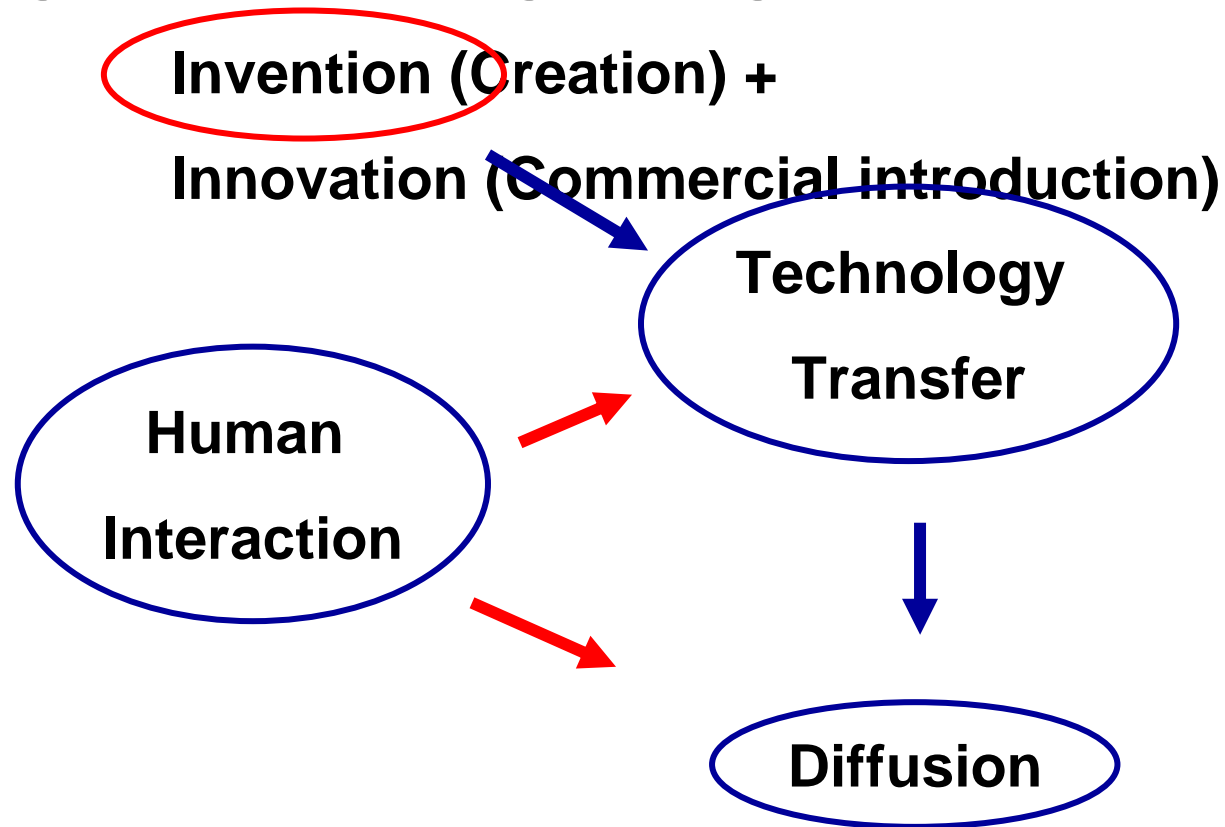 Invention (Creation) +
Innovation (Commercial introduction)
Technology
Transfer
Human
Interaction
Diffusion